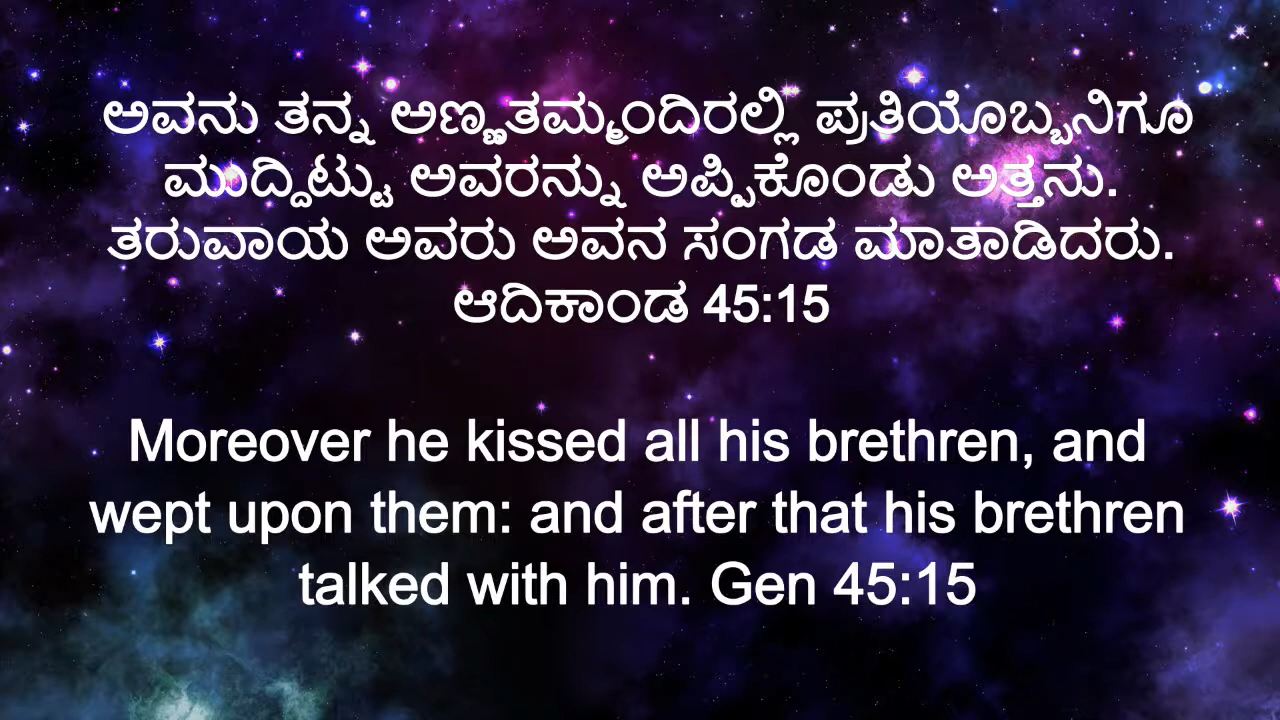 ಅವನು ತನ್ನ ಅಣ್ಣತಮ್ಮಂದಿರಲ್ಲಿ ಪ್ರತಿಯೊಬ್ಬನಿಗೂ
ಮುದ್ದಿಟ್ಟು ಅವರನ್ನು ಅಪ್ಪಿಕೊಂಡು ಅತ್ತನು.
ತರುವಾಯ ಅವರು ಅವನ ಸಂಗಡ ಮಾತಾಡಿದರು.
ಆದಿಕಾಂಡ 45:15
Moreover he kissed all his brethren, and
wept upon them: and after that his brethren
talked with him. Gen 45:15